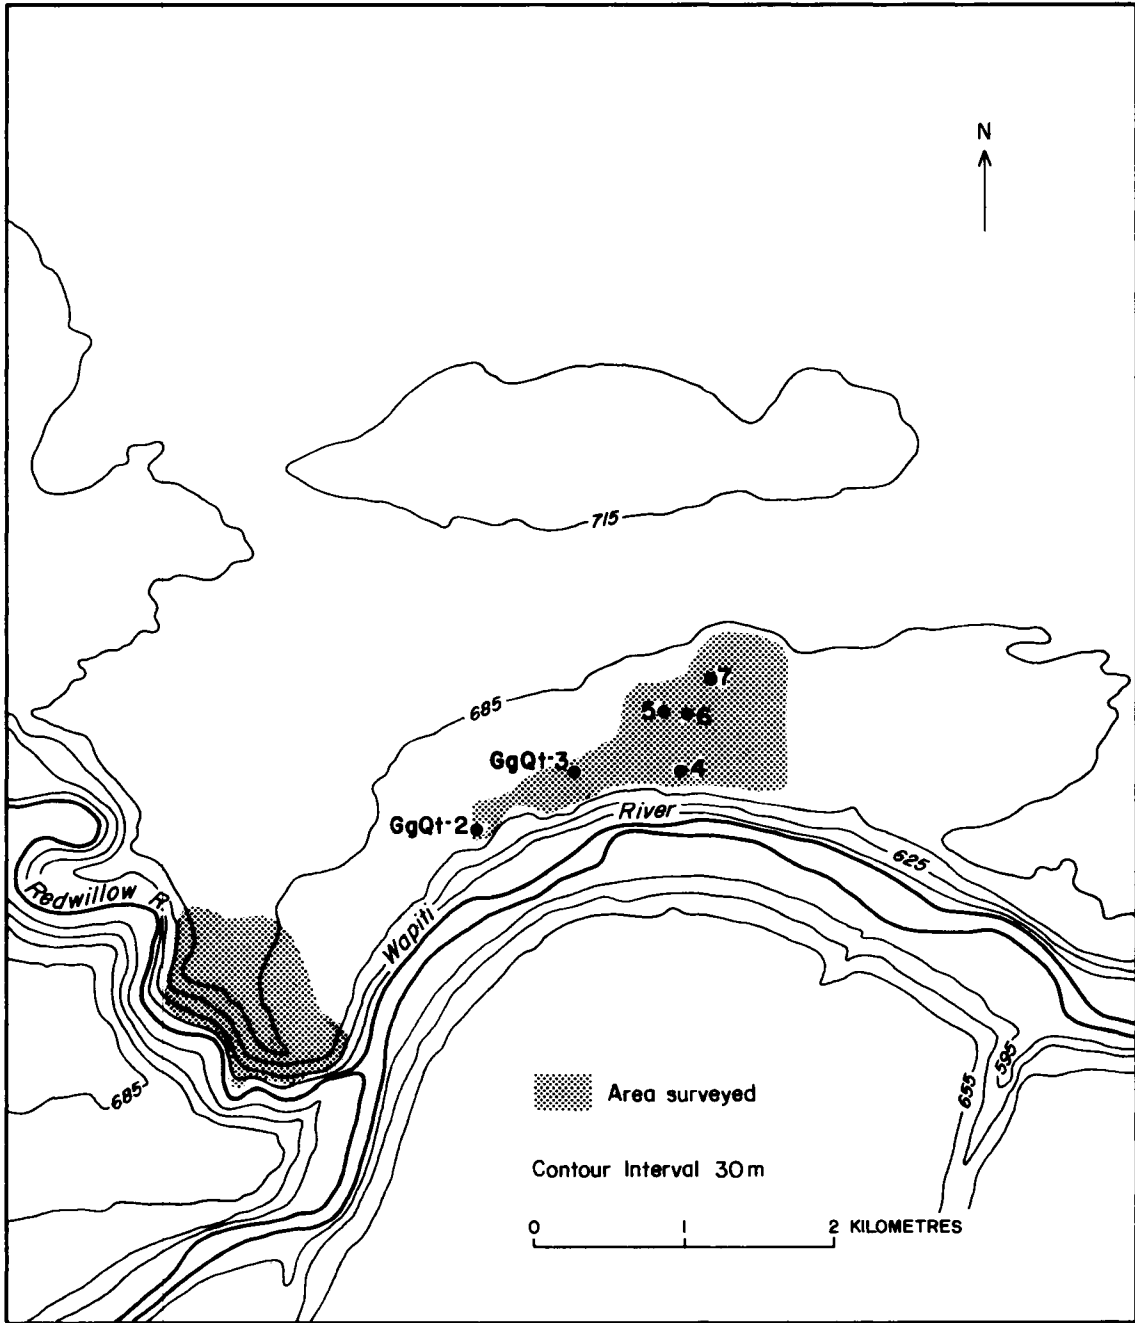 N
715
685
7
5
6
GgQt-3
4
GgQt-2
River
625
Redwillow R.
Wapiti
685
595
655
Area surveyed
Contour Interval 30m
0 1 2 KILOMETRES